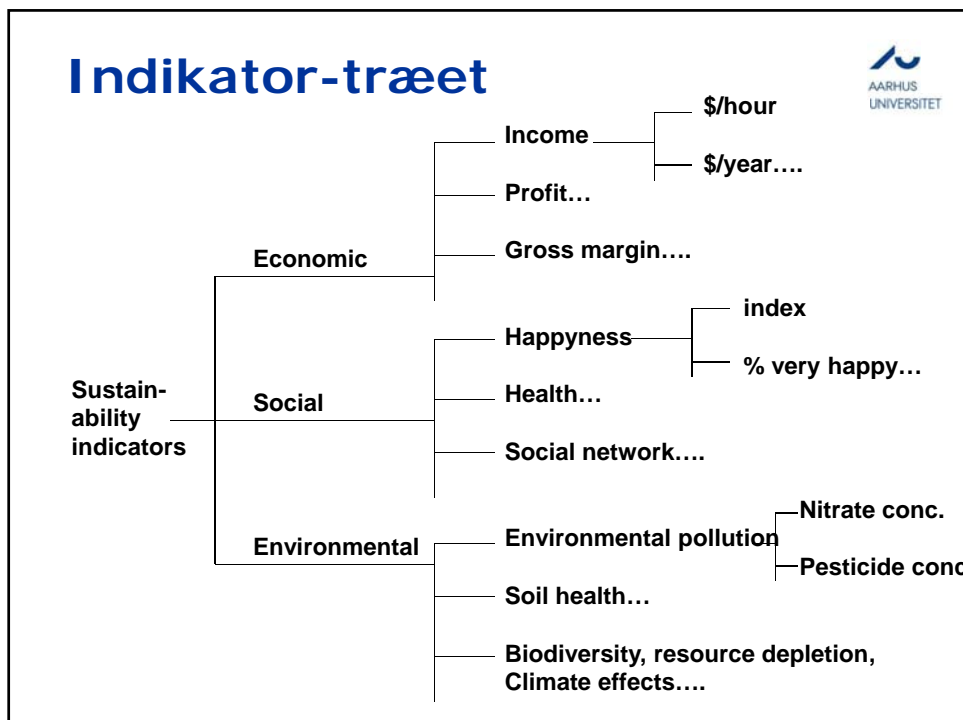 Indikator-træet
AARHUS
UNIVERSITET
Economic
Income
$/hour
$/year….
Profit…
Gross margin….
Sustain-
ability
indicators
Social
Happyness
index
% very happy…
Health…
Social network….
Environmental
Environmental pollution
Nitrate conc.
Pesticide conc
Soil health…
Biodiversity, resource depletion,
Climate effects….